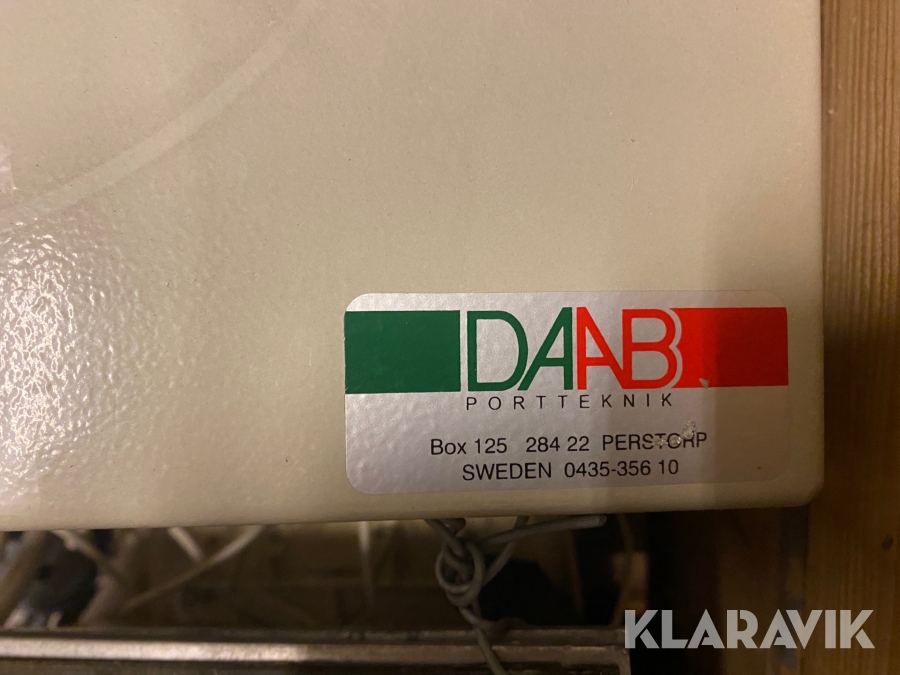 DAAB
PORTTEKNIK
Box 125 284 22 PERSTORP
SWEDEN 0435-356 10
KLARAVIK